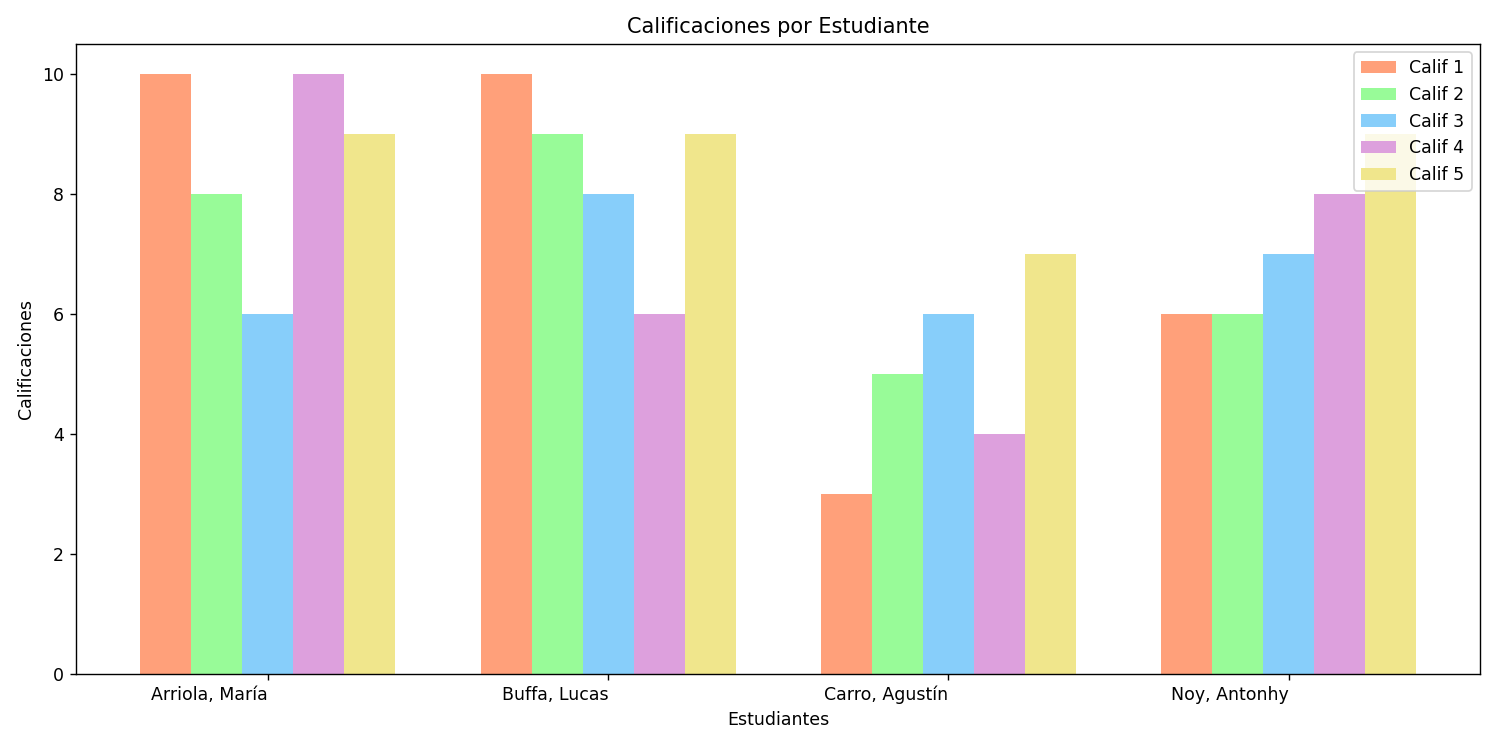 Calificaciones por Estudiante
Calif 1
Calif 2
Calif 3
Calif 4
Calif 5
10
8
6
4
2
0
Calificaciones
Arriola, María
Buffa, Lucas
Carro, Agustín
Noy, Antonhy
Estudiantes